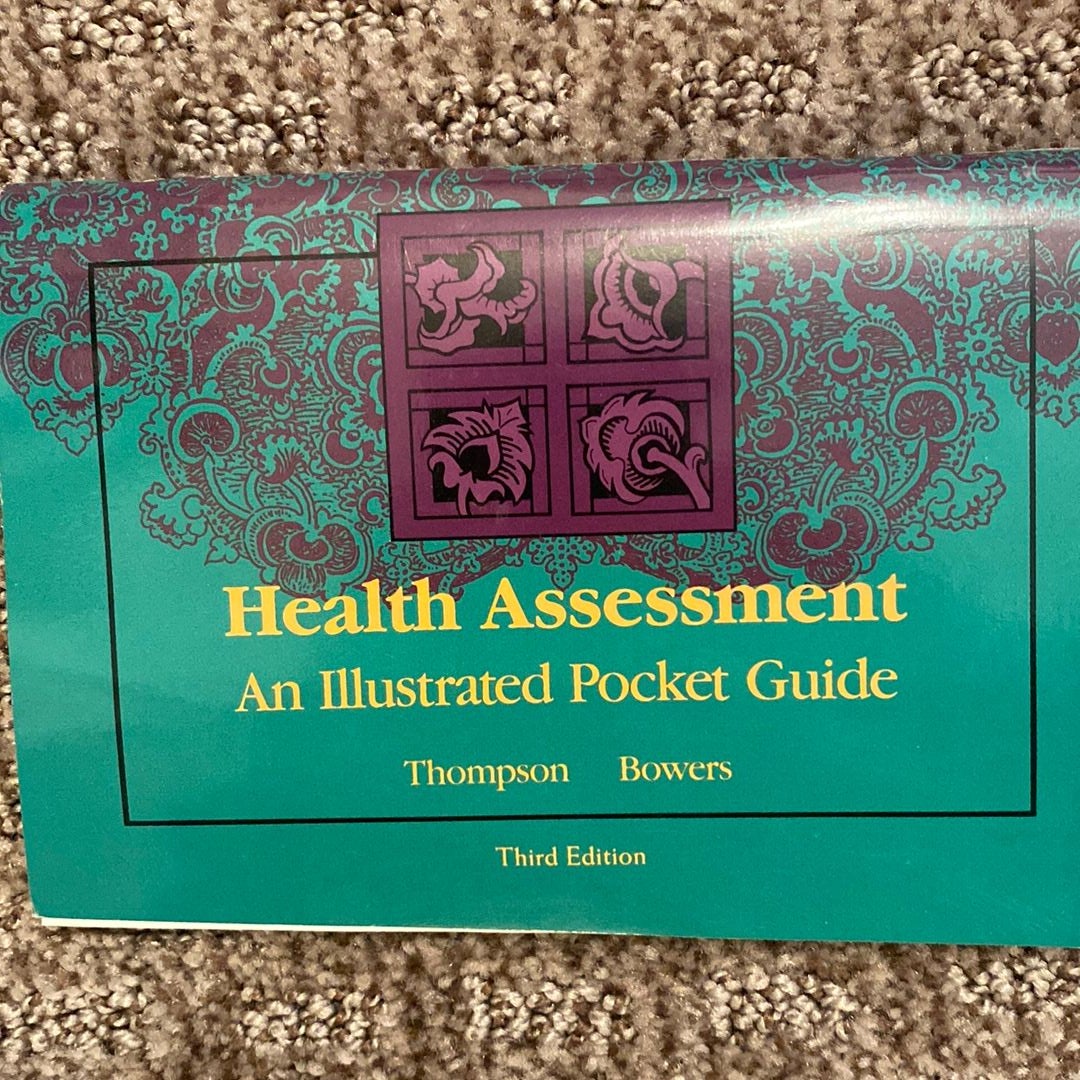 Health Assessment
An Illustrated Pocket Guide
Thompson Bowers
Third Edition